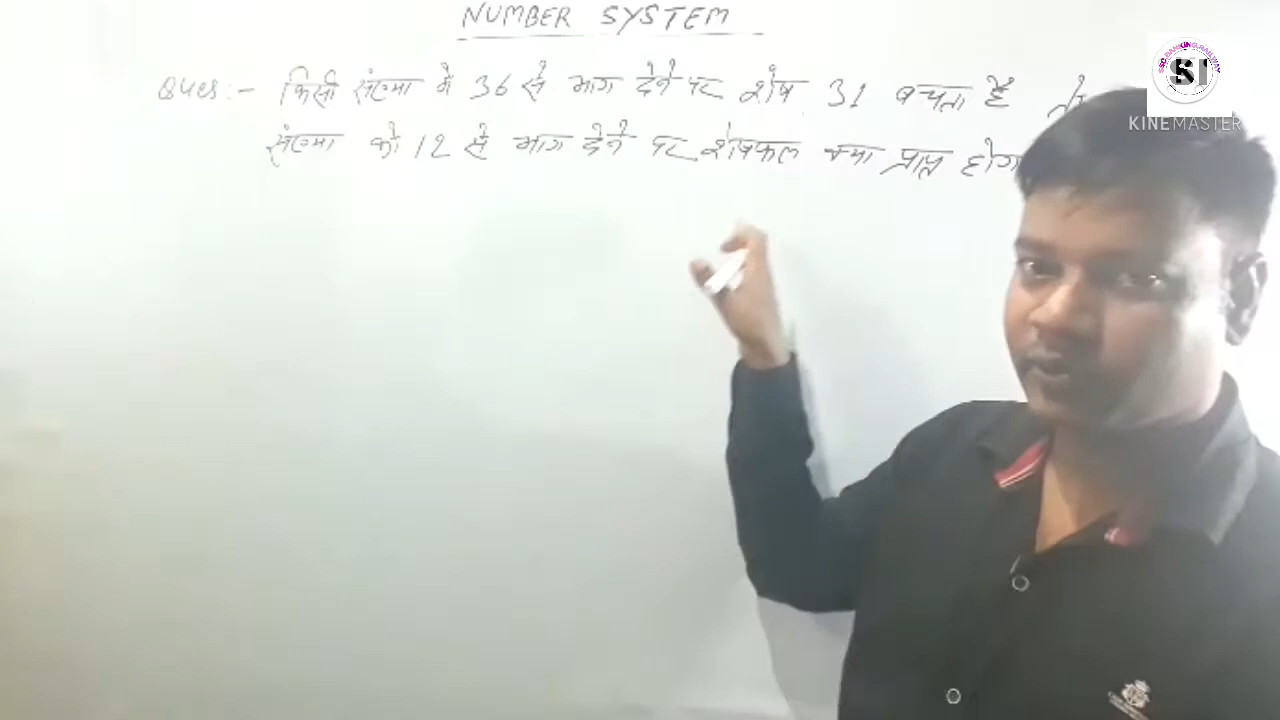 NUMBER SYSTEM
Ques:- किसी संख्या में 36 से भाग देने पर शेष 31 बचता है तो
संख्या को 12 से भाग देने पर शेषफल क्या प्राप्त होगा
KINEMASTER